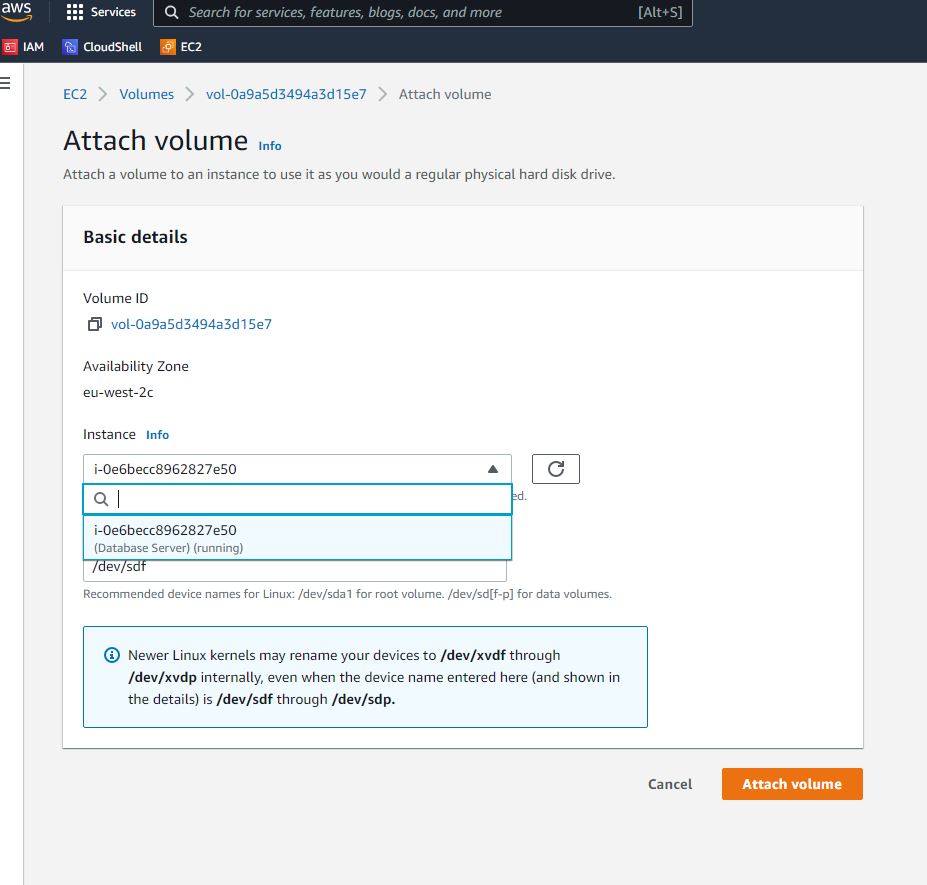 aws
Services
Search for services, features, blogs, docs, and more
[Alt+S]
IAM
CloudShell
EC2
EC2 > Volumes > vol-0a9a5d3494a3d15e7 > Attach volume
Attach volume Info
Attach a volume to an instance to use it as you would a regular physical hard disk drive.
Basic details
Volume ID
vol-0a9a5d3494a3d15e7
Availability Zone
eu-west-2c
Instance Info
i-0e6becc8962827e50
ed.
i-0e6becc8962827e50
(Database Server) (running)
/dev/sdf
Recommended device names for Linux: /dev/sda1 for root volume. /dev/sd[f-p] for data volumes.
Newer Linux kernels may rename your devices to /dev/xvdf through
/dev/xvdp internally, even when the device name entered here (and shown in
the details) is /dev/sdf through /dev/sdp.
Cancel
Attach volume